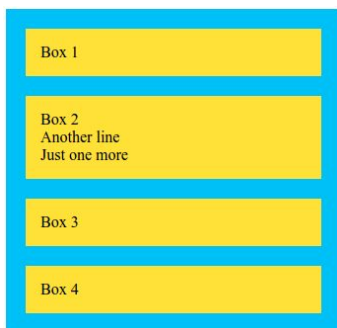 Box 1
Box 2
Another line
Just one more
Box 3
Box 4